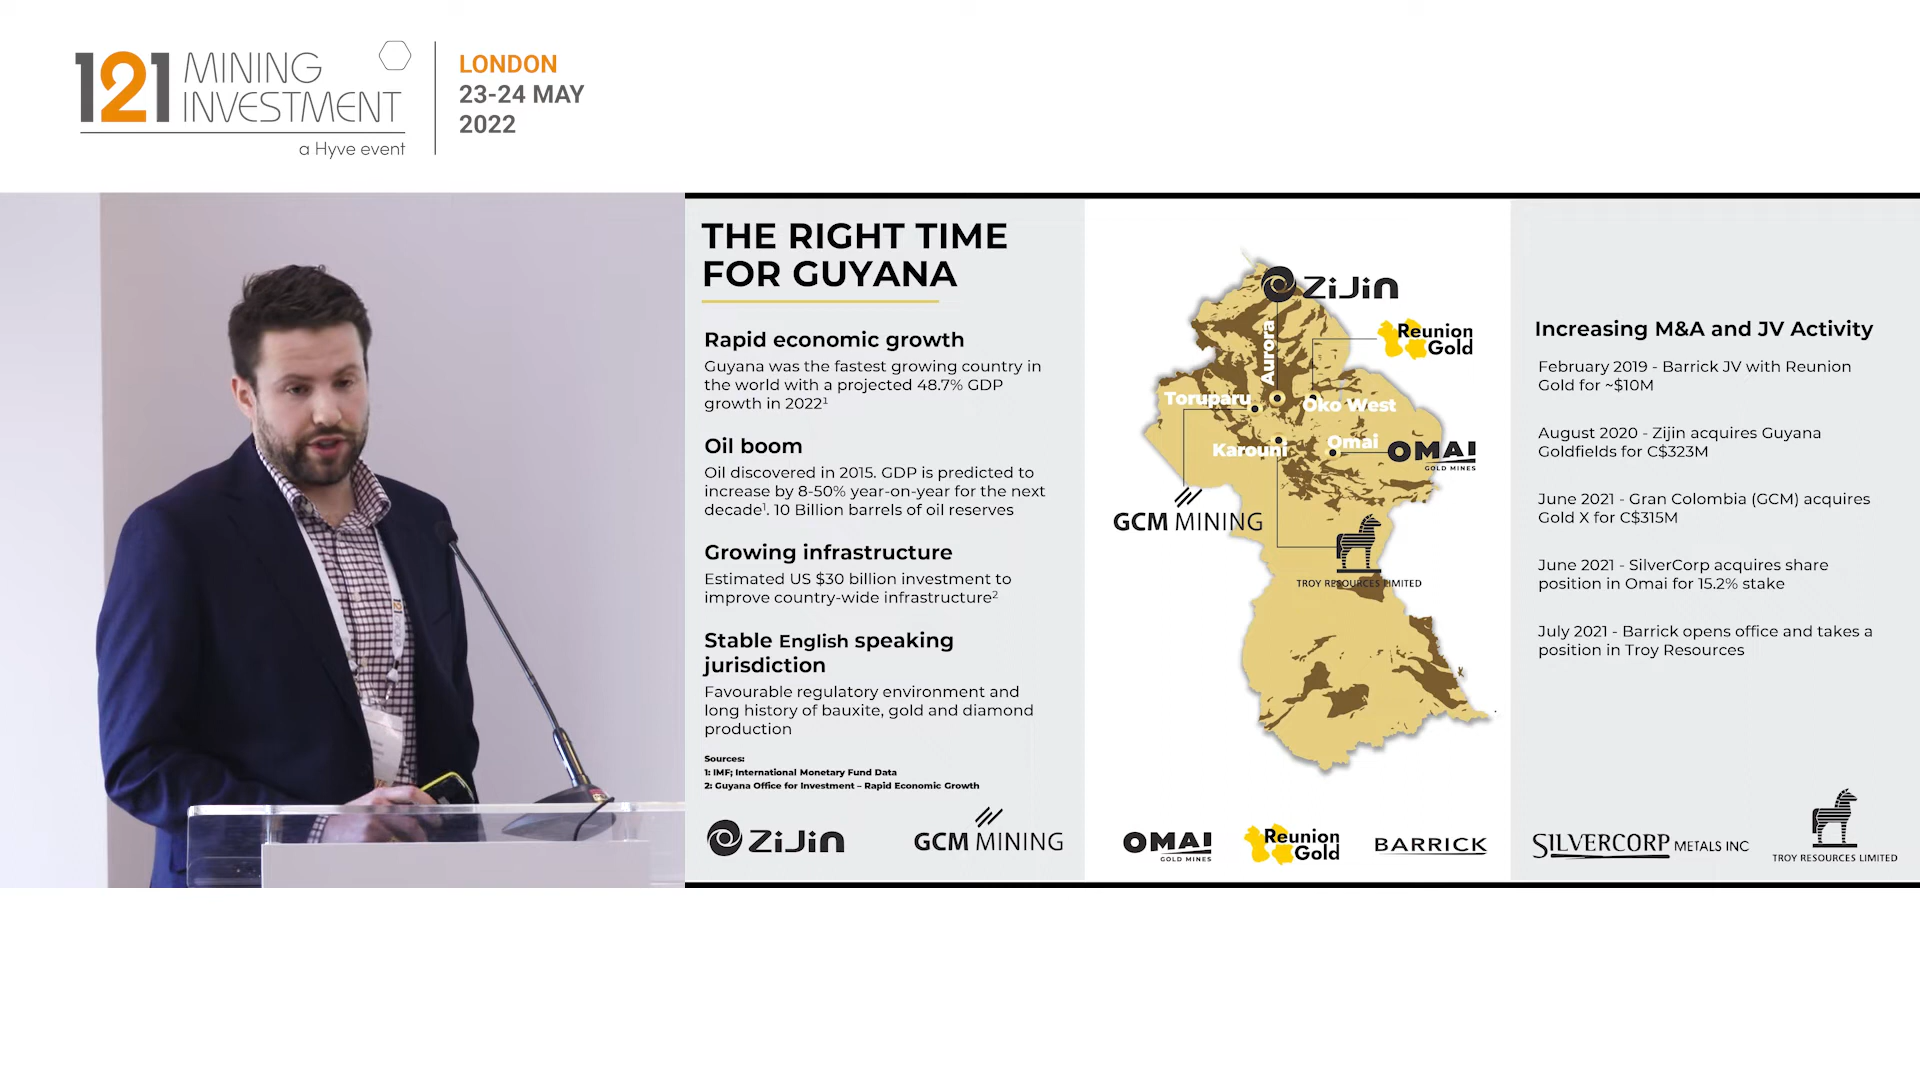 121 MINING
INVESTMENT
a Hyve event
LONDON
23-24 MAY
2022
THE RIGHT TIME
FOR GUYANA
Rapid economic growth
Guyana was the fastest growing country in
the world with a projected 48.7% GDP
growth in 2022¹
Oil boom
Oil discovered in 2015. GDP is predicted to
increase by 8-50% year-on-year for the next
decade¹. 10 Billion barrels of oil reserves
Growing infrastructure
Estimated US $30 billion investment to
improve country-wide infrastructure²
Stable English speaking
jurisdiction
Favourable regulatory environment and
long history of bauxite, gold and diamond
production
Sources:
1: IMF; International Monetary Fund Data
2: Guyana Office for Investment – Rapid Economic Growth
ZiJin
GCM MINING
ZiJin
Reunion
Gold
Aurora
Toruparu
Oko West
Karouni
Omai
OMAI
GOLD MINES
GCM MINING
TROY RESOURCES LIMITED
OMAI
GOLD MINES
Reunion
Gold
BARRICK
Increasing M&A and JV Activity
February 2019 - Barrick JV with Reunion
Gold for ~$10M
August 2020 - Zijin acquires Guyana
Goldfields for C$323M
June 2021 - Gran Colombia (GCM) acquires
Gold X for C$315M
June 2021 - SilverCorp acquires share
position in Omai for 15.2% stake
July 2021 - Barrick opens office and takes a
position in Troy Resources
SILVERCORP METALS INC
TROY RESOURCES LIMITED